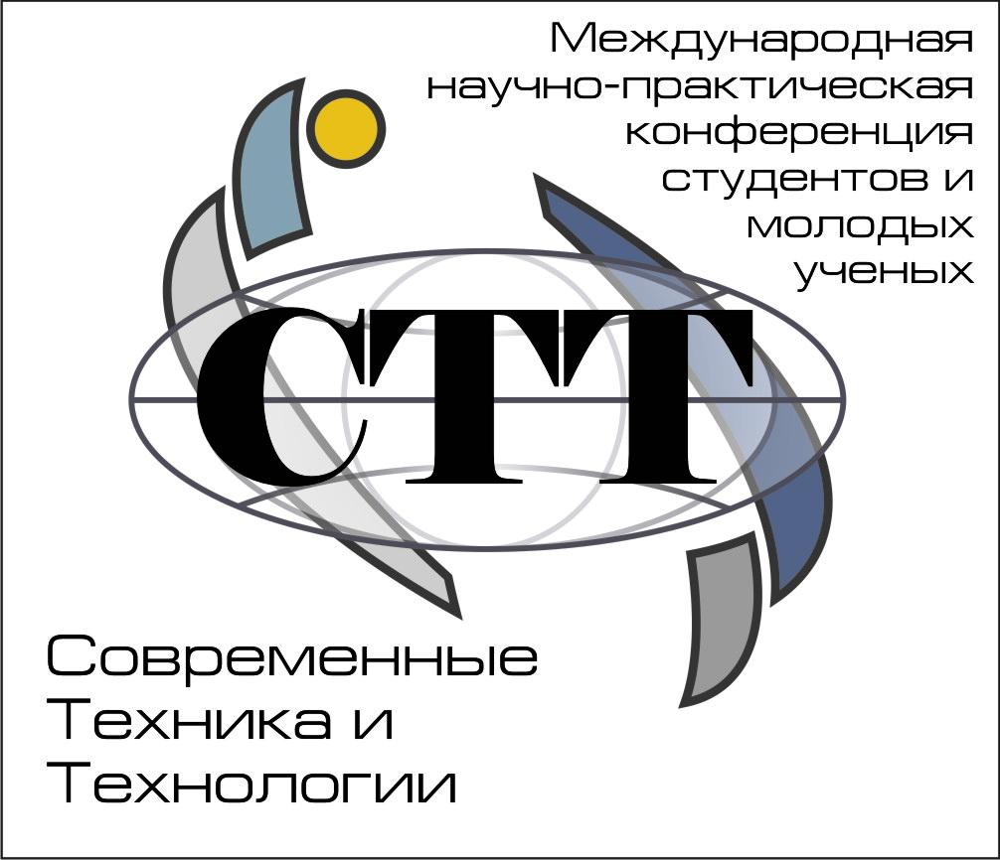 Международная
научно-практическая
конференция
студентов и
молодых
ученых
СТТ
Современные
Техника и
Технологии